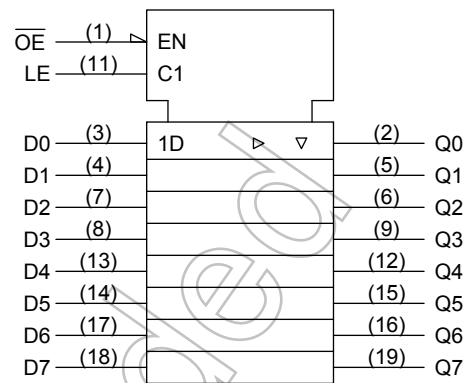 O̅E̅ (1) EN
LE (11) C1
D0 (3) 1D (2) Q0
D1 (4) (5) Q1
D2 (7) (6) Q2
D3 (8) (9) Q3
D4 (13) (12) Q4
D5 (14) (15) Q5
D6 (17) (16) Q6
D7 (18) (19) Q7
ded